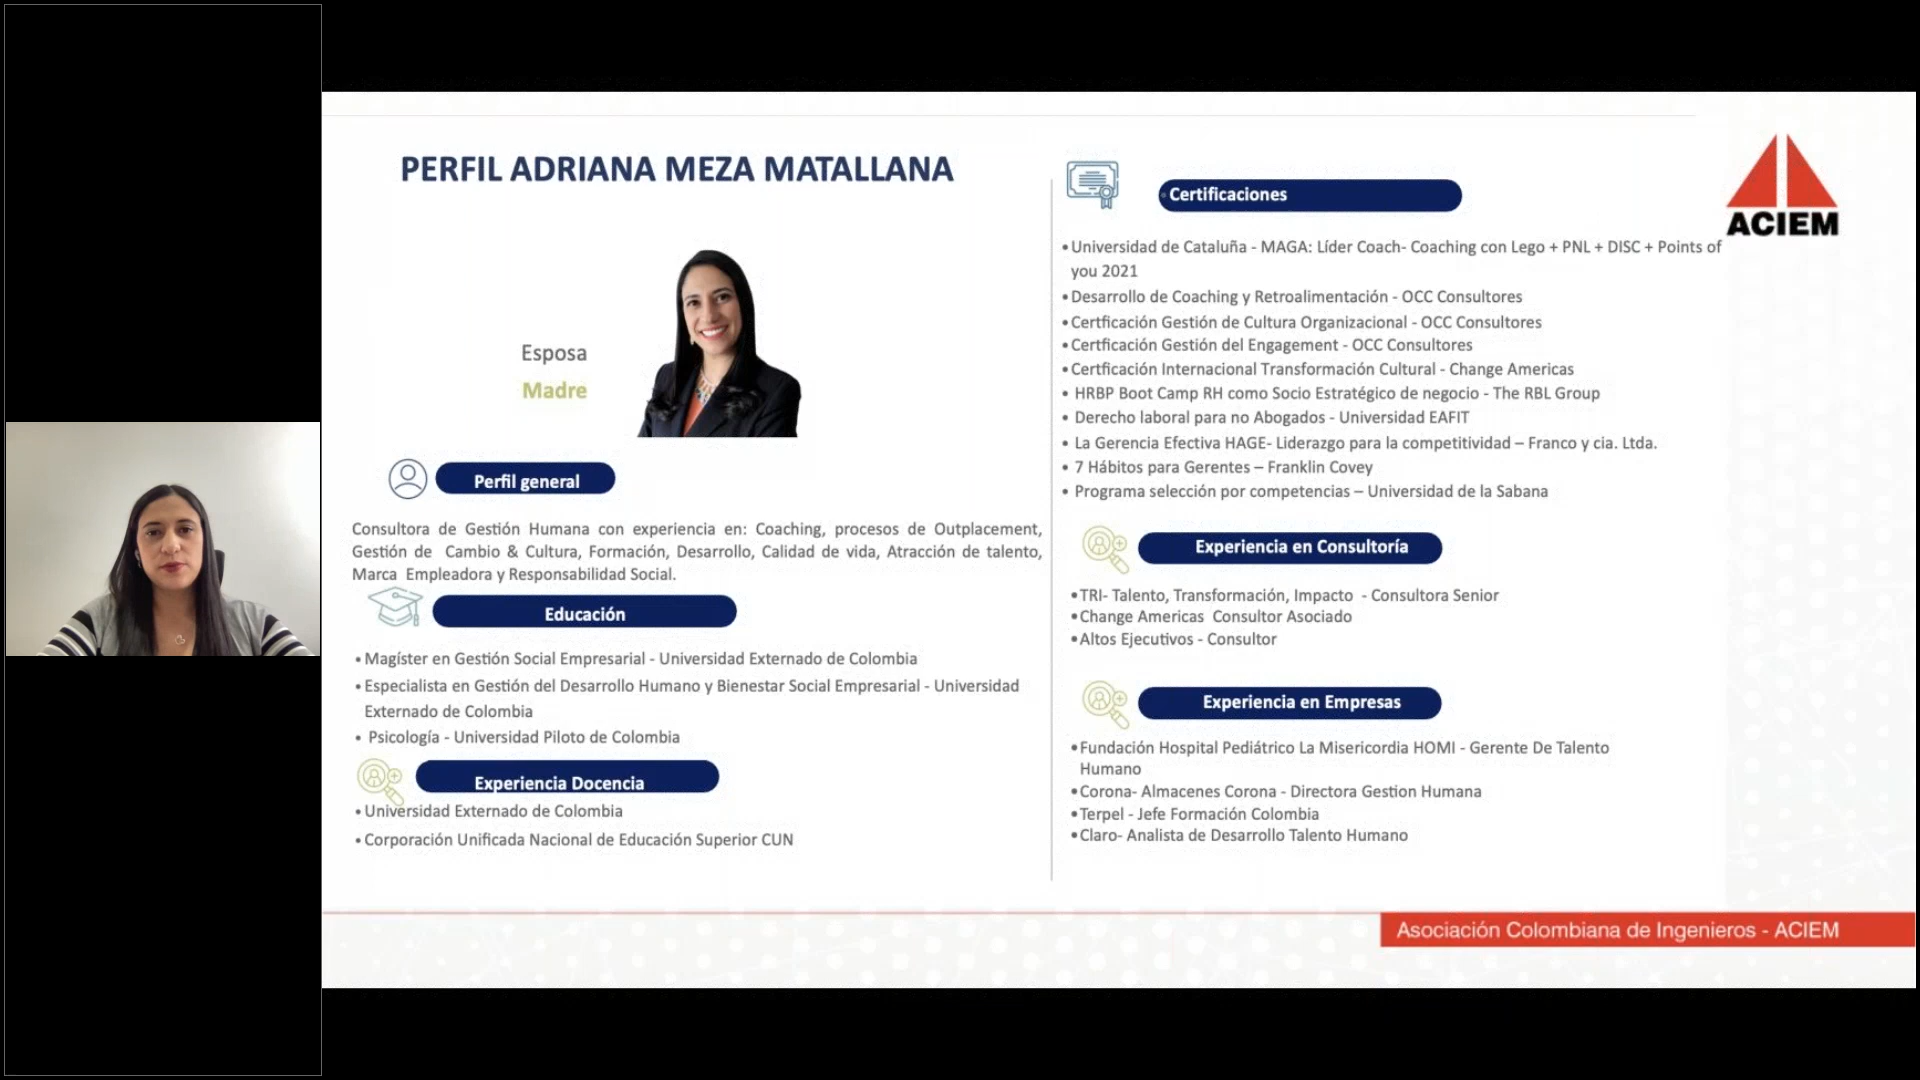 PERFIL ADRIANA MEZA MATALLANA
Esposa
Madre
Perfil general
Consultora de Gestión Humana con experiencia en: Coaching, procesos de Outplacement,
Gestión de Cambio & Cultura, Formación, Desarrollo, Calidad de vida, Atracción de talento,
Marca Empleadora y Responsabilidad Social.
Educación
• Magíster en Gestión Social Empresarial - Universidad Externado de Colombia
• Especialista en Gestión del Desarrollo Humano y Bienestar Social Empresarial - Universidad
Externado de Colombia
• Psicología - Universidad Piloto de Colombia
Experiencia Docencia
• Universidad Externado de Colombia
• Corporación Unificada Nacional de Educación Superior CUN
• Certificaciones
• Universidad de Cataluña - MAGA: Líder Coach- Coaching con Lego + PNL + DISC + Points of
you 2021
• Desarrollo de Coaching y Retroalimentación - OCC Consultores
• Certficación Gestión de Cultura Organizacional - OCC Consultores
• Certficación Gestión del Engagement - OCC Consultores
• Certficación Internacional Transformación Cultural - Change Americas
• HRBP Boot Camp RH como Socio Estratégico de negocio - The RBL Group
• Derecho laboral para no Abogados - Universidad EAFIT
• La Gerencia Efectiva HAGE- Liderazgo para la competitividad – Franco y cia. Ltda.
• 7 Hábitos para Gerentes – Franklin Covey
• Programa selección por competencias – Universidad de la Sabana
Experiencia en Consultoría
• TRI- Talento, Transformación, Impacto - Consultora Senior
• Change Americas Consultor Asociado
• Altos Ejecutivos - Consultor
Experiencia en Empresas
• Fundación Hospital Pediátrico La Misericordia HOMI - Gerente De Talento
Humano
• Corona- Almacenes Corona - Directora Gestion Humana
• Terpel - Jefe Formación Colombia
• Claro- Analista de Desarrollo Talento Humano
ACIEM
Asociación Colombiana de Ingenieros - ACIEM